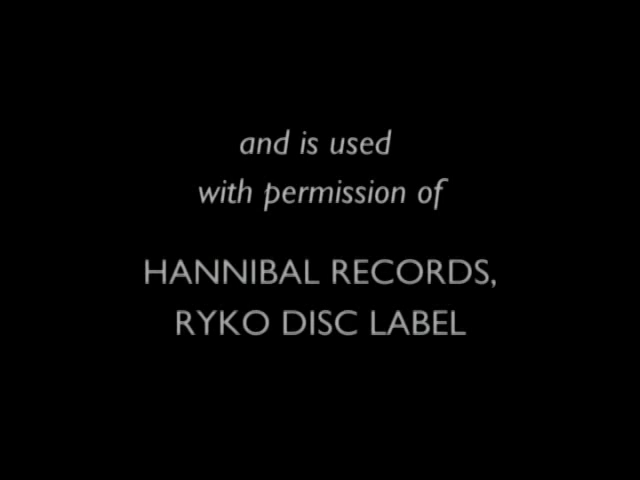 and is used
with permission of
HANNIBAL RECORDS,
RYKO DISC LABEL